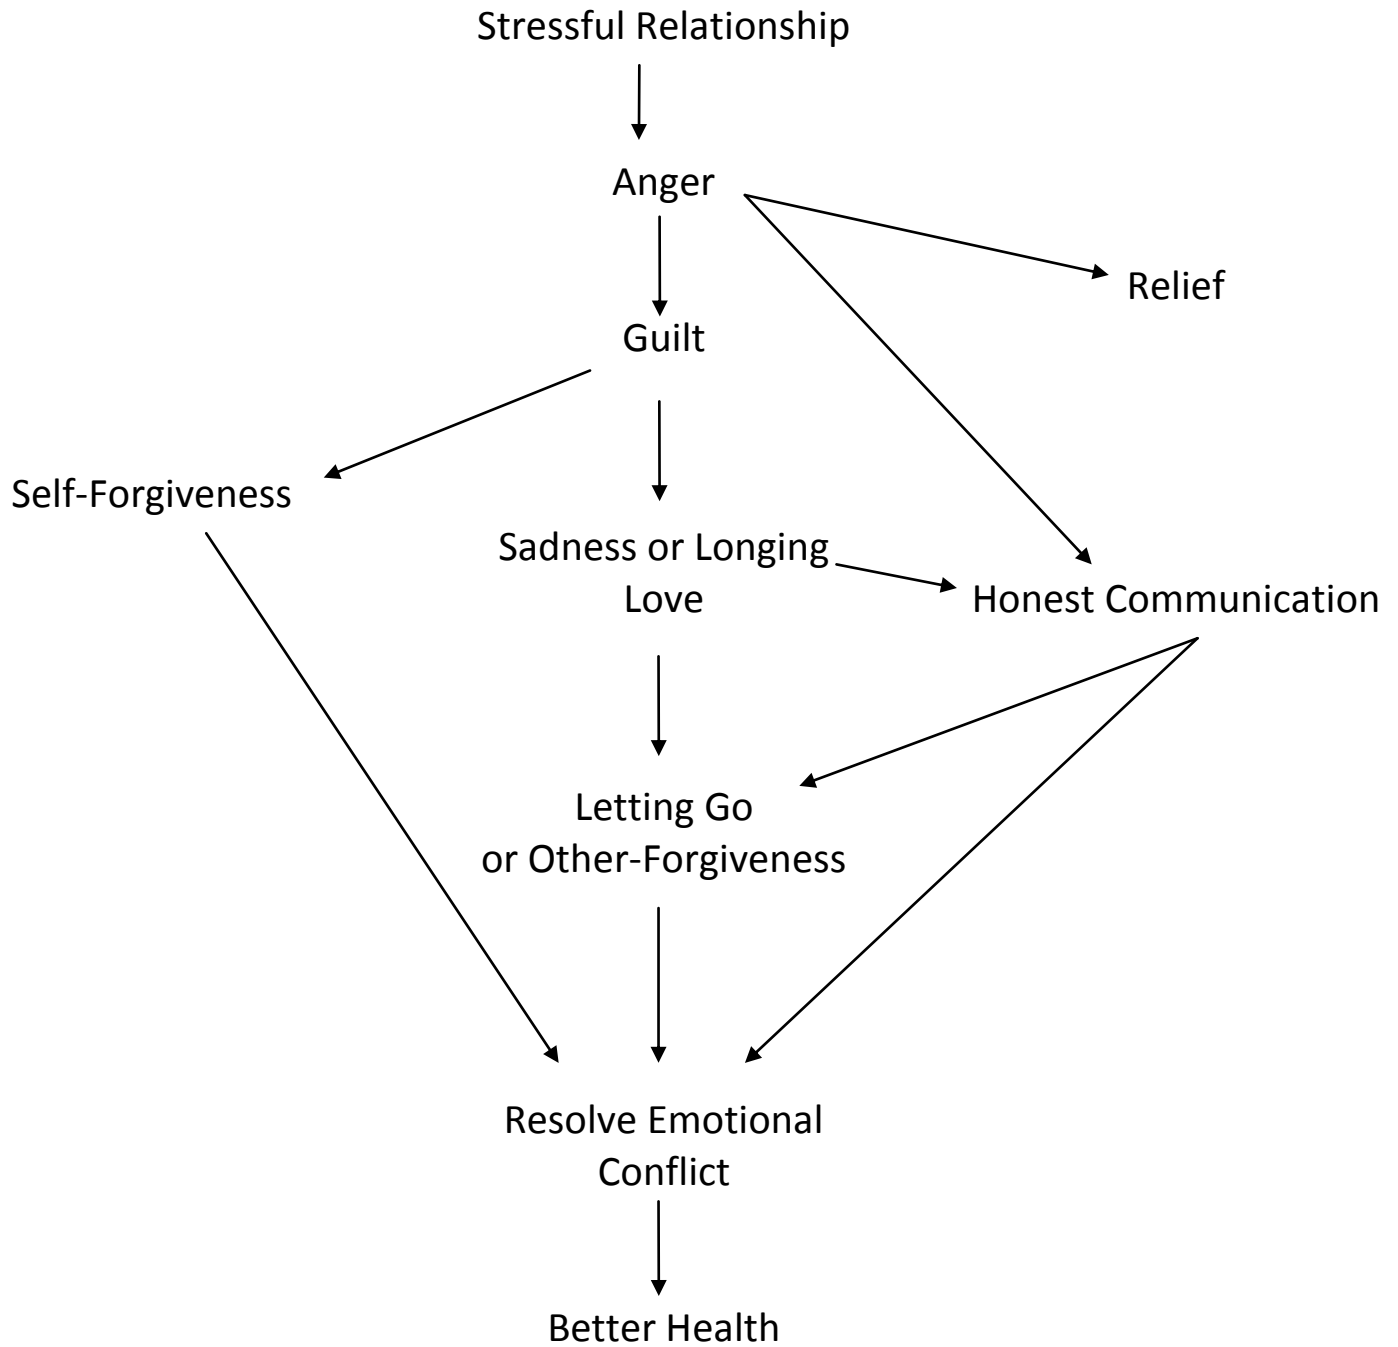 Stressful Relationship
Anger
Relief
Guilt
Self-Forgiveness
Sadness or Longing
Love
Honest Communication
Letting Go
or Other-Forgiveness
Resolve Emotional
Conflict
Better Health